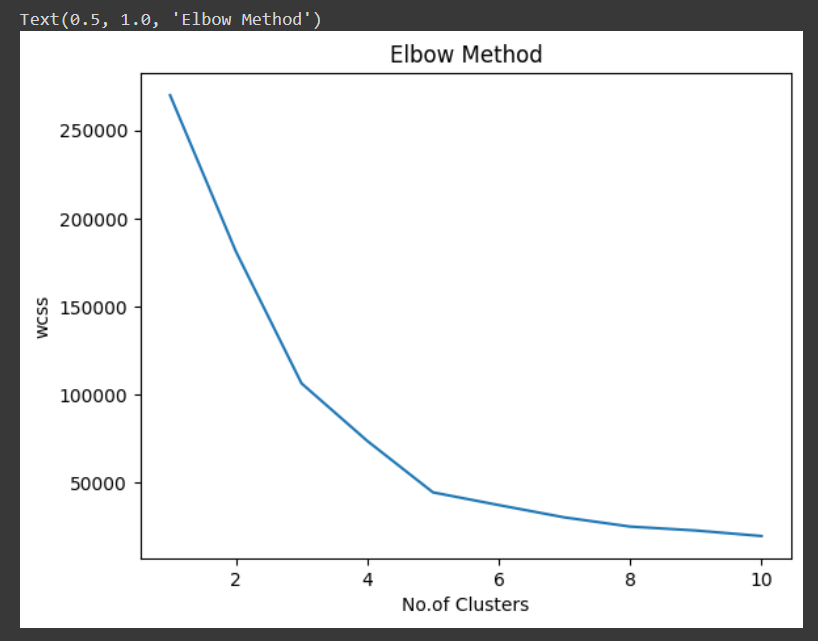 Text(0.5, 1.0, 'Elbow Method')
Elbow Method
250000
200000
150000
100000
50000
wcss
2 4 6 8 10
No.of Clusters